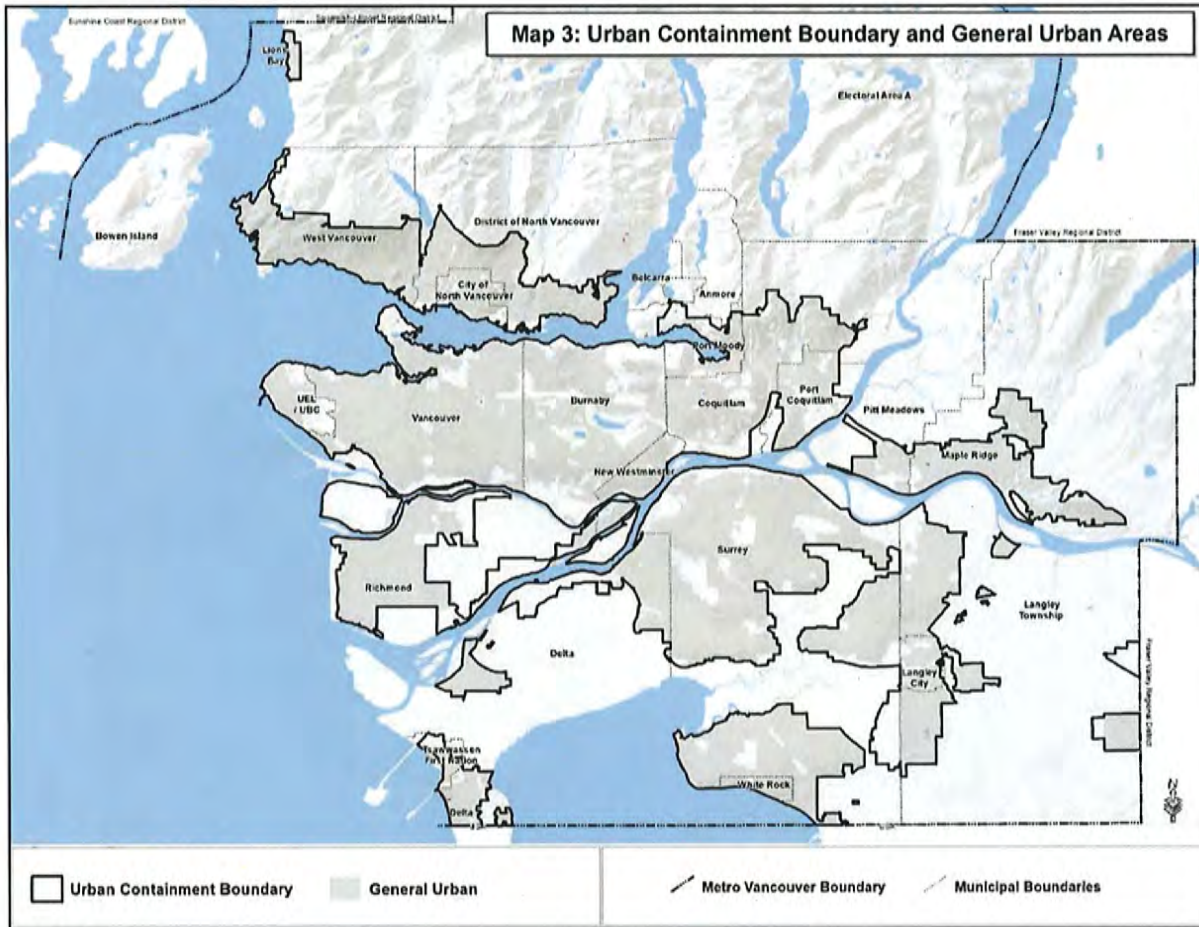 Sunshine Coast Regional District
Map 3: Urban Containment Boundary and General Urban Areas
Lions
Bay
Electoral Area A
Bowen Island
West Vancouver
District of North Vancouver
Fraser Valley Regional District
City of
North Vancouver
Belcarra
Anmore
Port Moody
UEL
/ UBC
Vancouver
Burnaby
Coquitlam
Port
Coquitlam
Pitt Meadows
Maple Ridge
New Westminster
Richmond
Surrey
Delta
Langley
Township
Langley
City
Fraser Valley Regional District
Tsawwassen
First Nation
Delta
White Rock
Urban Containment Boundary
General Urban
Metro Vancouver Boundary
Municipal Boundaries